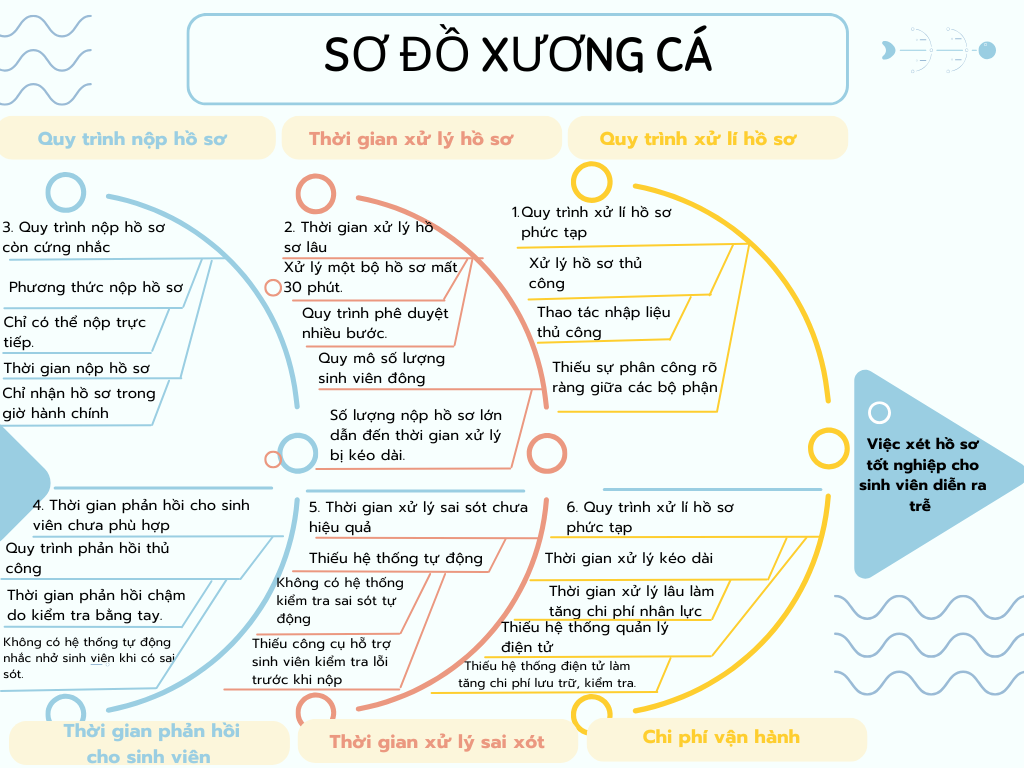 SƠ ĐỒ XƯƠNG CÁ
Quy trình nộp hồ sơ
Thời gian xử lý hồ sơ
Quy trình xử lí hồ sơ
3. Quy trình nộp hồ sơ
còn cứng nhắc
Phương thức nộp hồ sơ
Chỉ có thể nộp trực
tiếp.
Thời gian nộp hồ sơ
Chỉ nhận hồ sơ trong
giờ hành chính
2. Thời gian xử lý hồ
sơ lâu
Xử lý một bộ hồ sơ mất
30 phút.
Quy trình phê duyệt
nhiều bước.
Quy mô số lượng
sinh viên đông
Số lượng nộp hồ sơ lớn
dẫn đến thời gian xử lý
bị kéo dài.
1.Quy trình xử lí hồ sơ
phức tạp
Xử lý hồ sơ thủ
công
Thao tác nhập liệu
thủ công
Thiếu sự phân công rõ
ràng giữa các bộ phận
Việc xét hồ sơ
tốt nghiệp cho
sinh viên diễn ra
trễ
4. Thời gian phản hồi cho sinh
viên chưa phù hợp
Quy trình phản hồi thủ
công
Thời gian phản hồi chậm
do kiểm tra bằng tay.
Không có hệ thống tự động
nhắc nhở sinh viên khi có sai
sót.
5. Thời gian xử lý sai sót chưa
hiệu quả
Thiếu hệ thống tự động
Không có hệ thống
kiểm tra sai sót tự
động
Thiếu công cụ hỗ trợ
sinh viên kiểm tra lỗi
trước khi nộp
6. Quy trình xử lí hồ sơ
phức tạp
Thời gian xử lý kéo dài
Thời gian xử lý lâu làm
tăng chi phí nhân lực
Thiếu hệ thống quản lý
điện tử
Thiếu hệ thống điện tử làm
tăng chi phí lưu trữ, kiểm tra.
Thời gian phản hồi
cho sinh viên
Thời gian xử lý sai xót
Chi phí vận hành